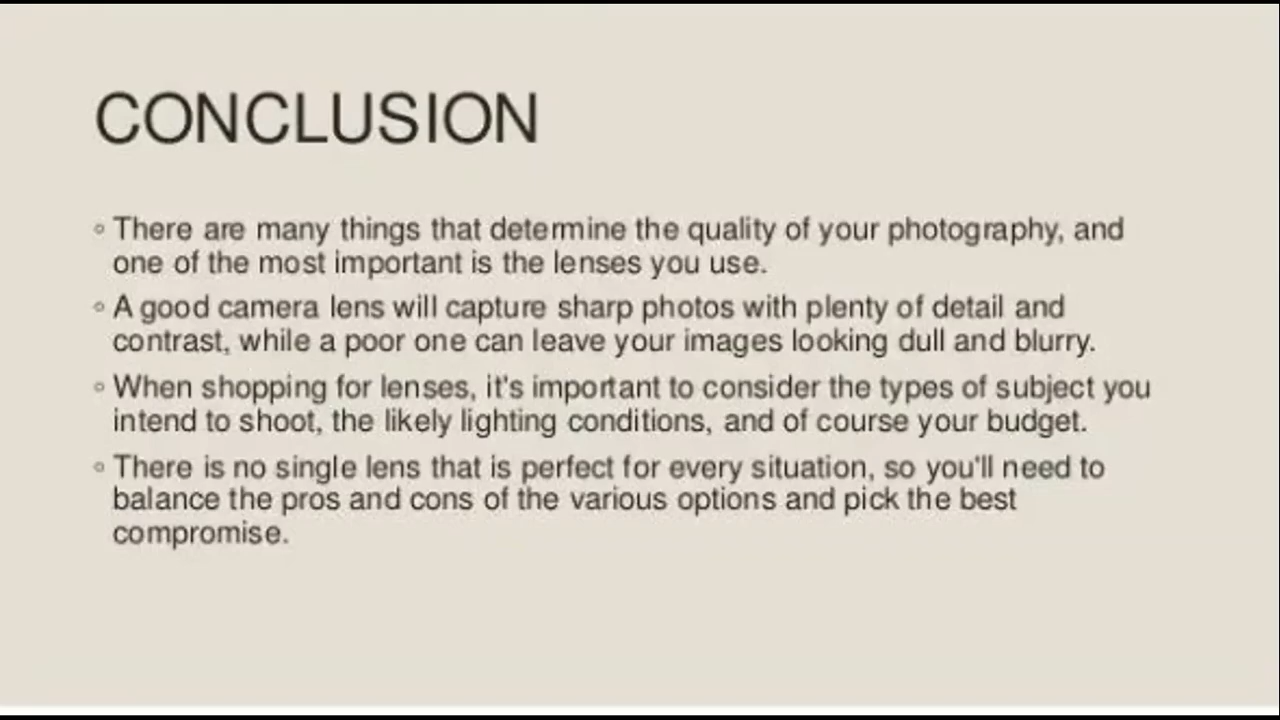 CONCLUSION
◦ There are many things that determine the quality of your photography, and
one of the most important is the lenses you use.
◦ A good camera lens will capture sharp photos with plenty of detail and
contrast, while a poor one can leave your images looking dull and blurry.
◦ When shopping for lenses, it's important to consider the types of subject you
intend to shoot, the likely lighting conditions, and of course your budget.
◦ There is no single lens that is perfect for every situation, so you'll need to
balance the pros and cons of the various options and pick the best
compromise.